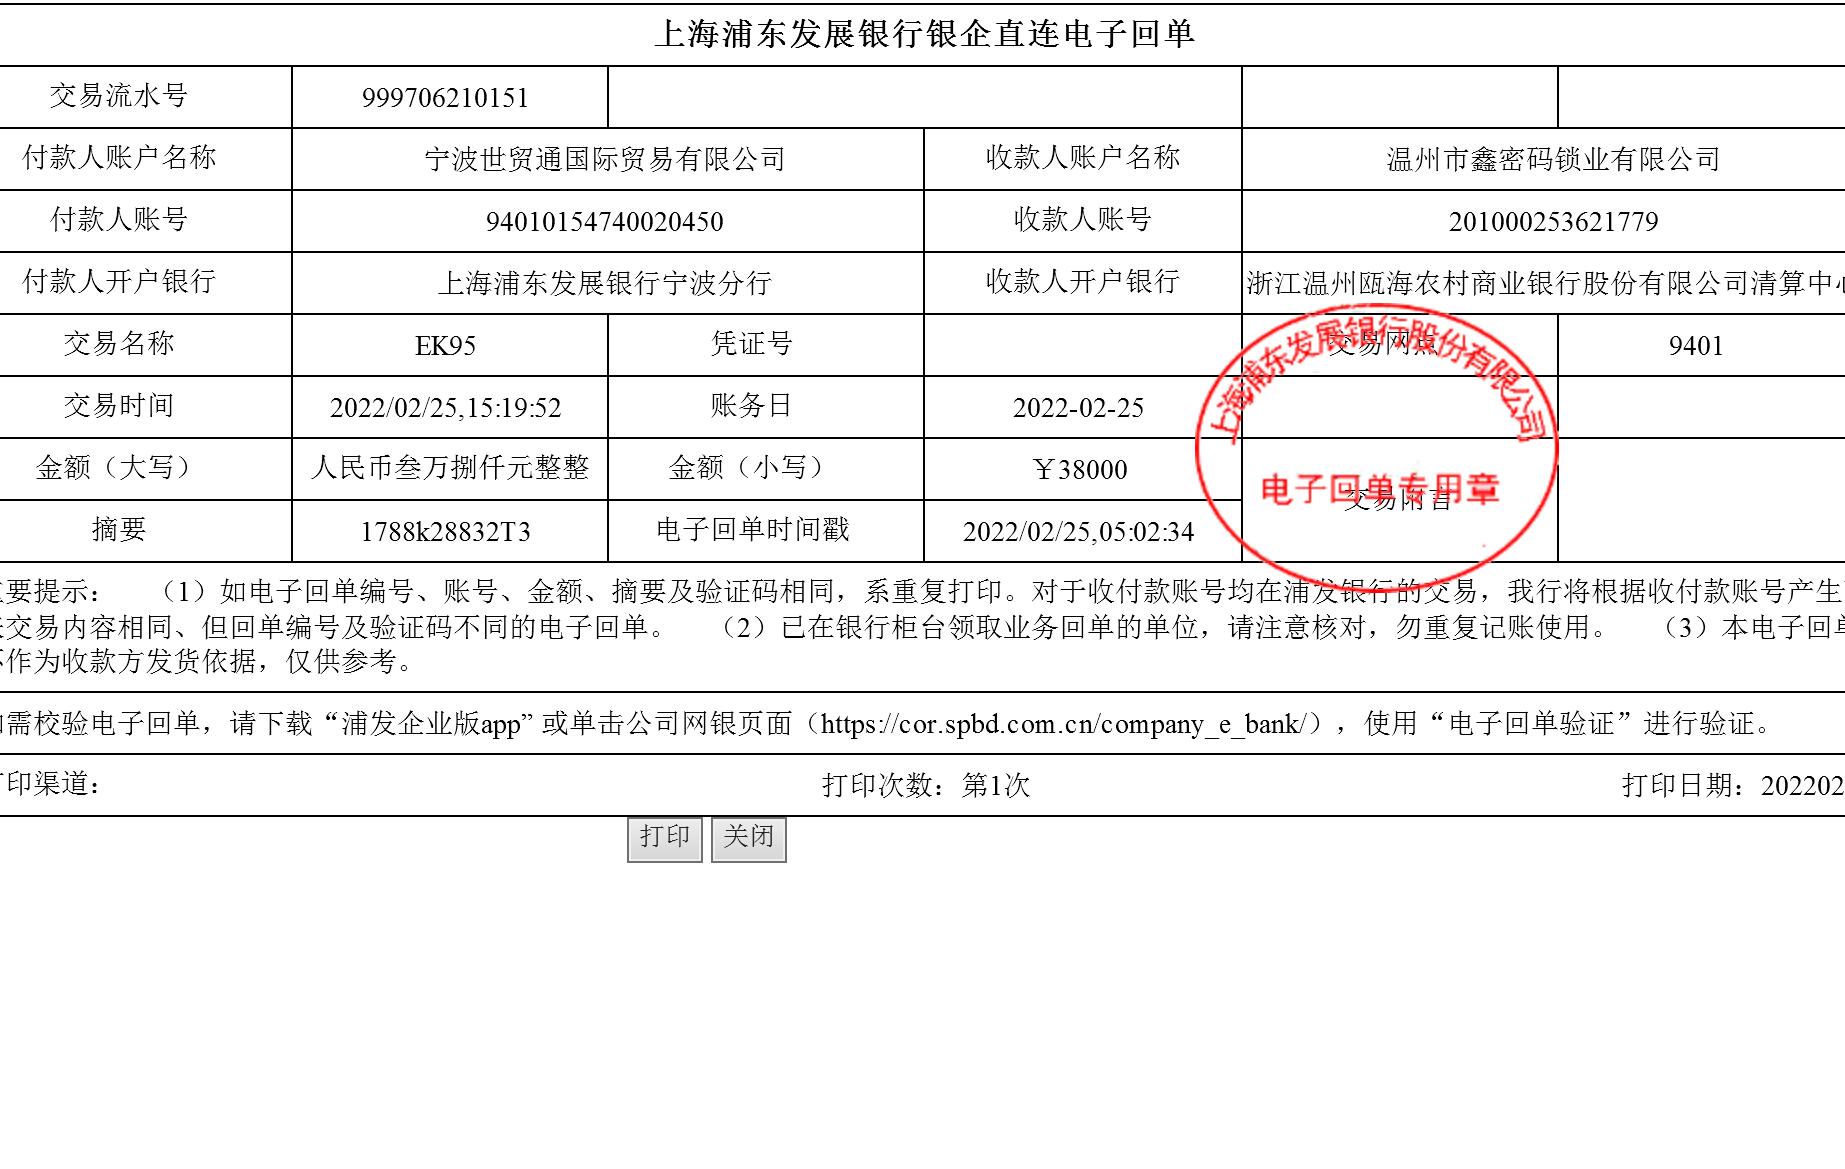 上海浦东发展银行银企直连电子回单
交易流水号 999706210151
付款人账户名称 宁波世贸通国际贸易有限公司 收款人账户名称 温州市鑫密码锁业有限公司
付款人账号 94010154740020450 收款人账号 201000253621779
付款人开户银行 上海浦东发展银行宁波分行 收款人开户银行 浙江温州瓯海农村商业银行股份有限公司清算中心
交易名称 EK95 凭证号 交易网点 9401
交易时间 2022/02/25,15:19:52 账务日 2022-02-25
金额（大写） 人民币叁万捌仟元整整 金额（小写） ￥38000
交易附言
摘要 1788k28832T3 电子回单时间戳 2022/02/25,05:02:34
上海浦东发展银行股份有限公司
电子回单专用章
要提示： （1）如电子回单编号、账号、金额、摘要及验证码相同，系重复打印。对于收付款账号均在浦发银行的交易，我行将根据收付款账号产生
交易内容相同、但回单编号及验证码不同的电子回单。 （2）已在银行柜台领取业务回单的单位，请注意核对，勿重复记账使用。 （3）本电子回单
作为收款方发货依据，仅供参考。
需校验电子回单，请下载“浦发企业版app” 或单击公司网银页面（https://cor.spbd.com.cn/company_e_bank/），使用“电子回单验证”进行验证。
印渠道： 打印次数：第1次 打印日期：202202
打印 关闭